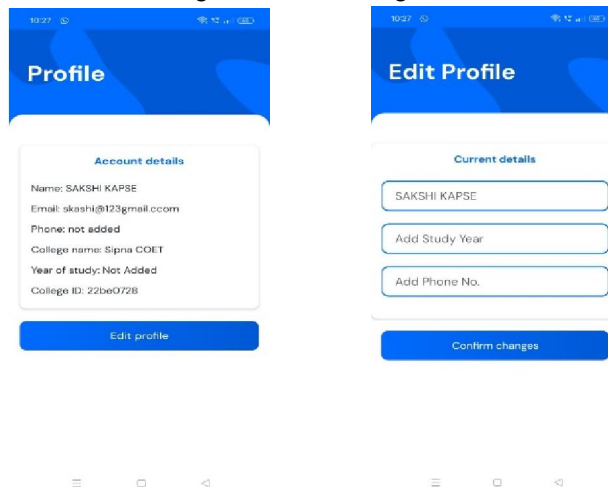 10:27
Profile
Account details
Name: SAKSHI KAPSE
Email: skashi@123gmail.ccom
Phone: not added
College name: Sipna COET
Year of study: Not Added
College ID: 22be0728
Edit profile
10:27
Edit Profile
Current details
SAKSHI KAPSE
Add Study Year
Add Phone No.
Confirm changes